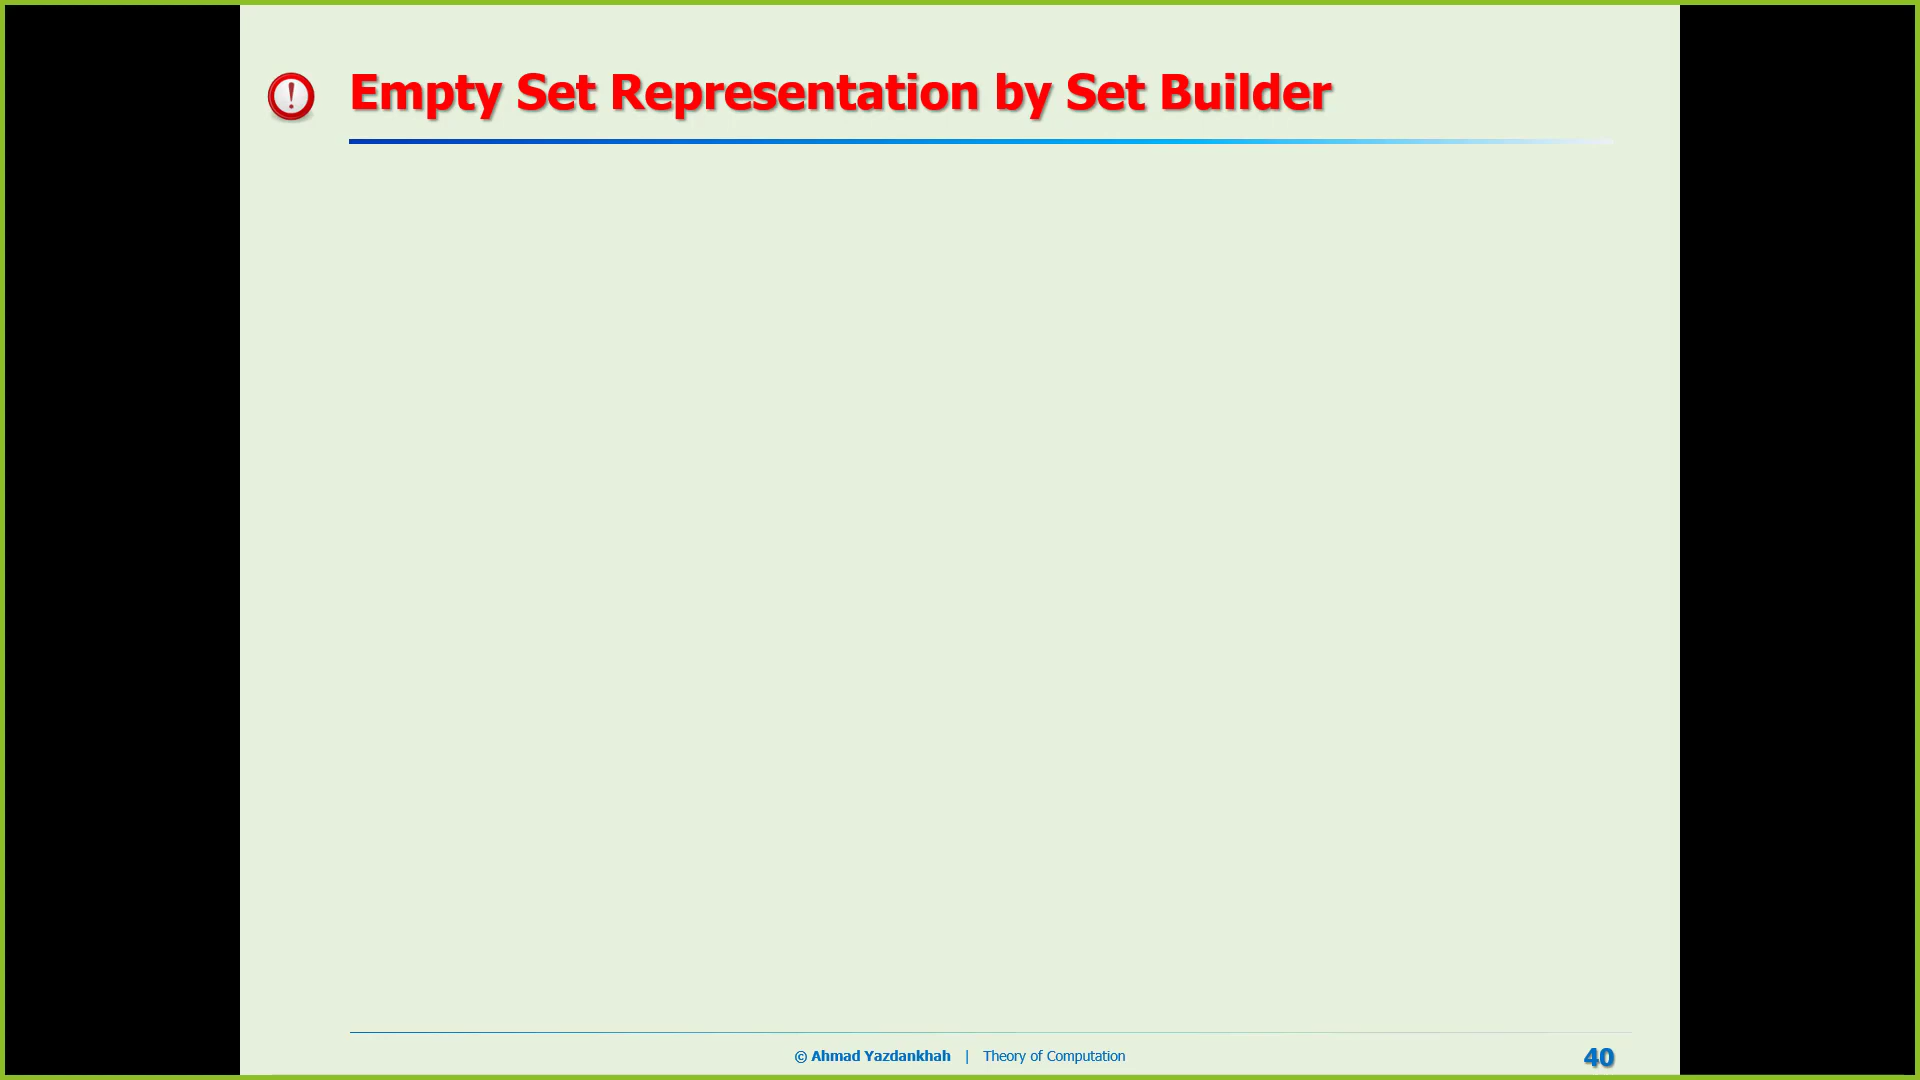 Empty Set Representation by Set Builder
© Ahmad Yazdankhah | Theory of Computation
40